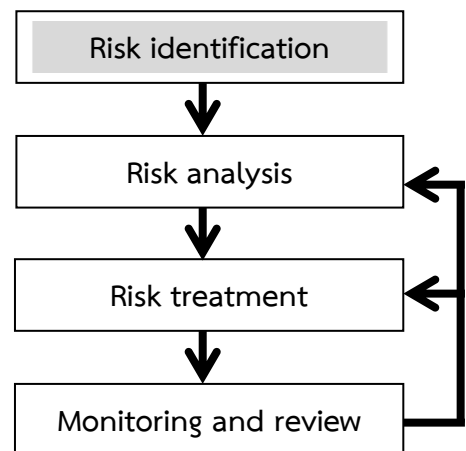 Risk identification
Risk analysis
Risk treatment
Monitoring and review